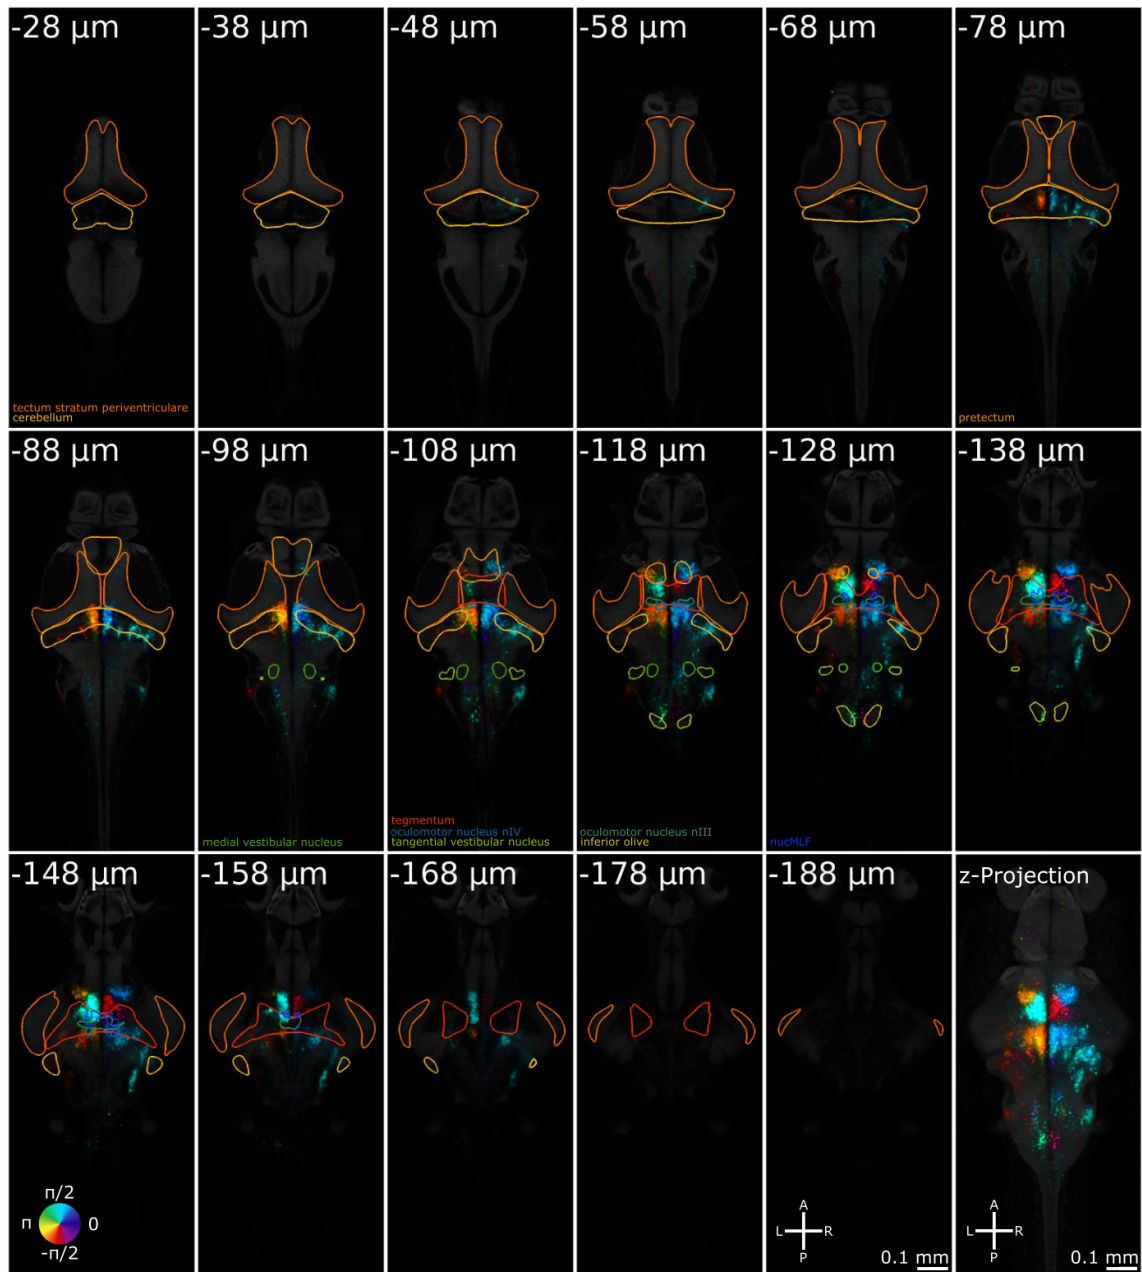 -28 µm
-38 µm
-48 µm
-58 µm
-68 µm
-78 µm
tectum stratum periventriculare
cerebellum
pretectum
-88 µm
-98 µm
-108 µm
-118 µm
-128 µm
-138 µm
medial vestibular nucleus
tegmentum
oculomotor nucleus nIV
tangential vestibular nucleus
oculomotor nucleus nIII
inferior olive
nucMLF
-148 µm
-158 µm
-168 µm
-178 µm
-188 µm
z-Projection
π/2
π 0
-π/2
A
L R
P
0.1 mm
A
L R
P
0.1 mm